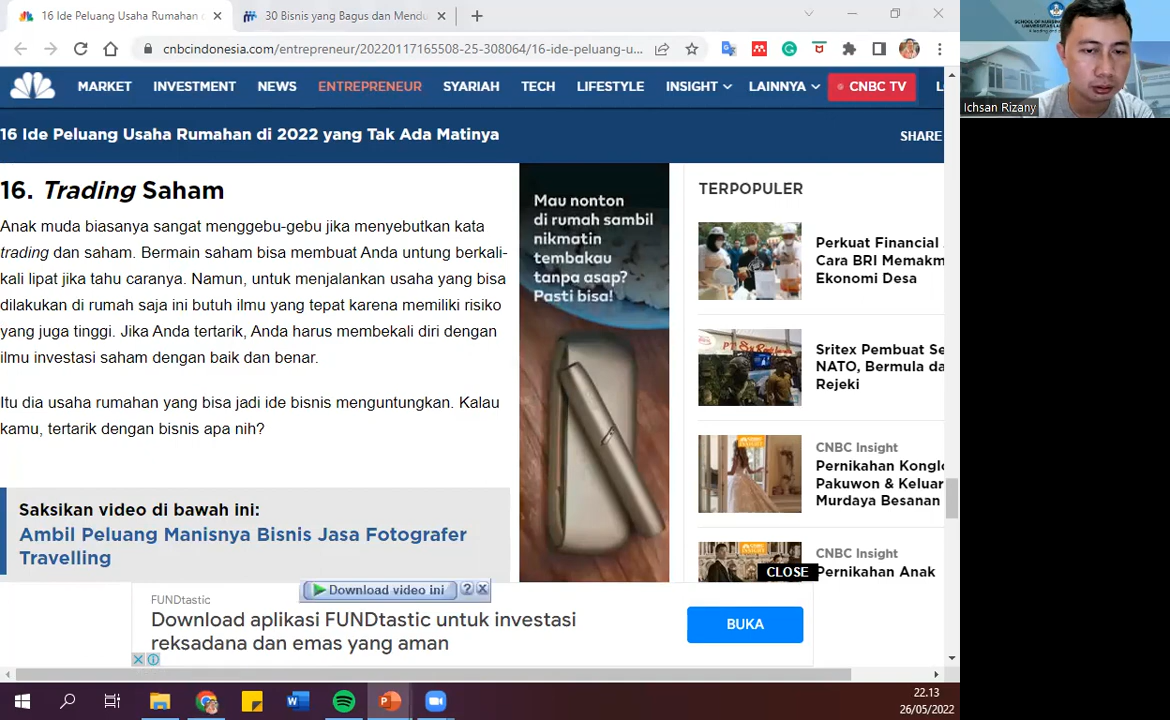 16 Ide Peluang Usaha Rumahan
30 Bisnis yang Bagus dan Mendu
cnbcindonesia.com/entrepreneur/20220117165508-25-308064/16-ide-peluang-u...
MARKET INVESTMENT NEWS ENTREPRENEUR SYARIAH TECH LIFESTYLE INSIGHT LAINNYA CNBC TV
16 Ide Peluang Usaha Rumahan di 2022 yang Tak Ada Matinya
SHARE
16. Trading Saham
Anak muda biasanya sangat menggebu-gebu jika menyebutkan kata
trading dan saham. Bermain saham bisa membuat Anda untung berkali-
kali lipat jika tahu caranya. Namun, untuk menjalankan usaha yang bisa
dilakukan di rumah saja ini butuh ilmu yang tepat karena memiliki risiko
yang juga tinggi. Jika Anda tertarik, Anda harus membekali diri dengan
ilmu investasi saham dengan baik dan benar.
Itu dia usaha rumahan yang bisa jadi ide bisnis menguntungkan. Kalau
kamu, tertarik dengan bisnis apa nih?
Saksikan video di bawah ini:
Ambil Peluang Manisnya Bisnis Jasa Fotografer
Travelling
Mau nonton
di rumah sambil
nikmatin
tembakau
tanpa asap?
Pasti bisa!
TERPOPULER
Perkuat Financial
Cara BRI Memakm
Ekonomi Desa
Sritex Pembuat Se
NATO, Bermula da
Rejeki
CNBC Insight
Pernikahan Konglo
Pakuwon & Keluar
Murdaya Besanan
CNBC Insight
Pernikahan Anak
CLOSE
Download video ini
FUNDtastic
Download aplikasi FUNDtastic untuk investasi
reksadana dan emas yang aman
BUKA
22.13
26/05/2022
Ichsan Rizany